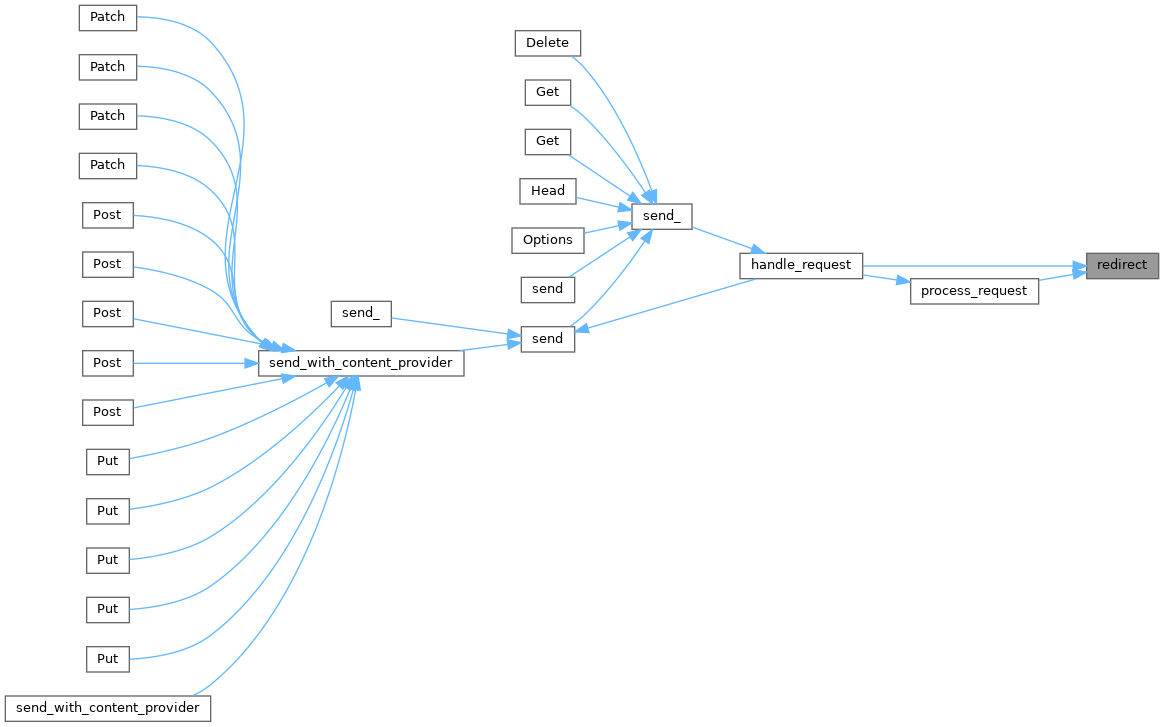 Patch
Patch
Patch
Patch
Post
Post
Post
Post
Post
Put
Put
Put
Put
Put
send_with_content_provider
send_
send_with_content_provider
Delete
Get
Get
Head
Options
send
send
send_
handle_request
process_request
redirect